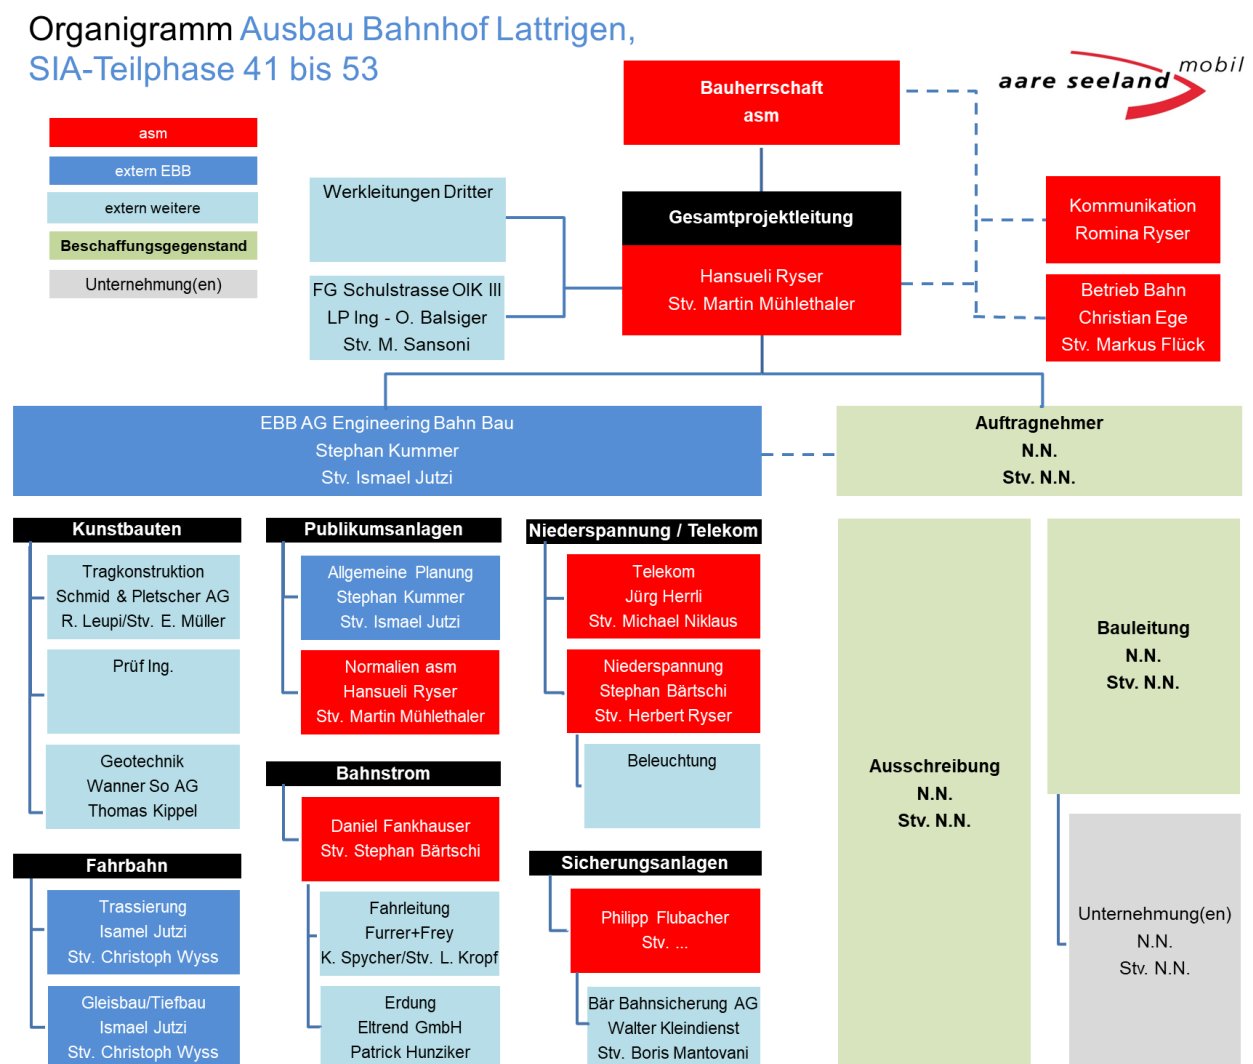 Organigramm Ausbau Bahnhof Lattrigen,
SIA-Teilphase 41 bis 53
aare seeland mobil
asm
extern EBB
extern weitere
Beschaffungsgegenstand
Unternehmung(en)
Bauherrschaft
asm
Werkleitungen Dritter
FG Schulstrasse OIK III
LP Ing - O. Balsiger
Stv. M. Sansoni
Gesamtprojektleitung
Hansueli Ryser
Stv. Martin Mühlethaler
Kommunikation
Romina Ryser
Betrieb Bahn
Christian Ege
Stv. Markus Flück
EBB AG Engineering Bahn Bau
Stephan Kummer
Stv. Ismael Jutzi
Auftragnehmer
N.N.
Stv. N.N.
Kunstbauten
Tragkonstruktion
Schmid & Pletscher AG
R. Leupi/Stv. E. Müller
Prüf Ing.
Geotechnik
Wanner So AG
Thomas Kippel
Fahrbahn
Trassierung
Isamel Jutzi
Stv. Christoph Wyss
Gleisbau/Tiefbau
Ismael Jutzi
Stv. Christoph Wyss
Publikumsanlagen
Allgemeine Planung
Stephan Kummer
Stv. Ismael Jutzi
Normalien asm
Hansueli Ryser
Stv. Martin Mühlethaler
Bahnstrom
Daniel Fankhauser
Stv. Stephan Bärtschi
Fahrleitung
Furrer+Frey
K. Spycher/Stv. L. Kropf
Erdung
Eltrend GmbH
Patrick Hunziker
Niederspannung / Telekom
Telekom
Jürg Herrli
Stv. Michael Niklaus
Niederspannung
Stephan Bärtschi
Stv. Herbert Ryser
Beleuchtung
Sicherungsanlagen
Philipp Flubacher
Stv. ...
Bär Bahnsicherung AG
Walter Kleindienst
Stv. Boris Mantovani
Ausschreibung
N.N.
Stv. N.N.
Bauleitung
N.N.
Stv. N.N.
Unternehmung(en)
N.N.
Stv. N.N.